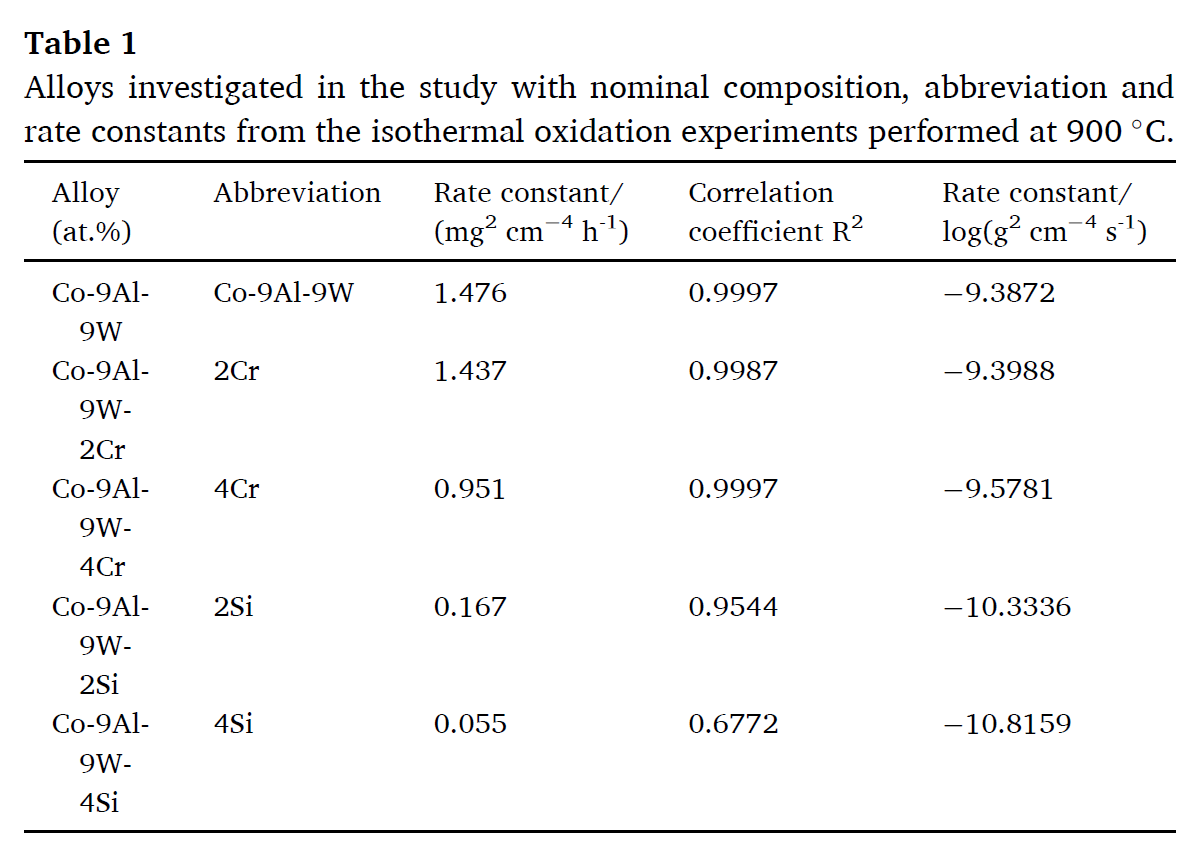 Table 1
Alloys investigated in the study with nominal composition, abbreviation and
rate constants from the isothermal oxidation experiments performed at 900 °C.
Alloy (at.%) Abbreviation Rate constant/ (mg² cm⁻⁴ h⁻¹) Correlation coefficient R² Rate constant/ log(g² cm⁻⁴ s⁻¹)
Co-9Al-9W Co-9Al-9W 1.476 0.9997 −9.3872
Co-9Al-9W-2Cr 2Cr 1.437 0.9987 −9.3988
Co-9Al-9W-4Cr 4Cr 0.951 0.9997 −9.5781
Co-9Al-9W-2Si 2Si 0.167 0.9544 −10.3336
Co-9Al-9W-4Si 4Si 0.055 0.6772 −10.8159